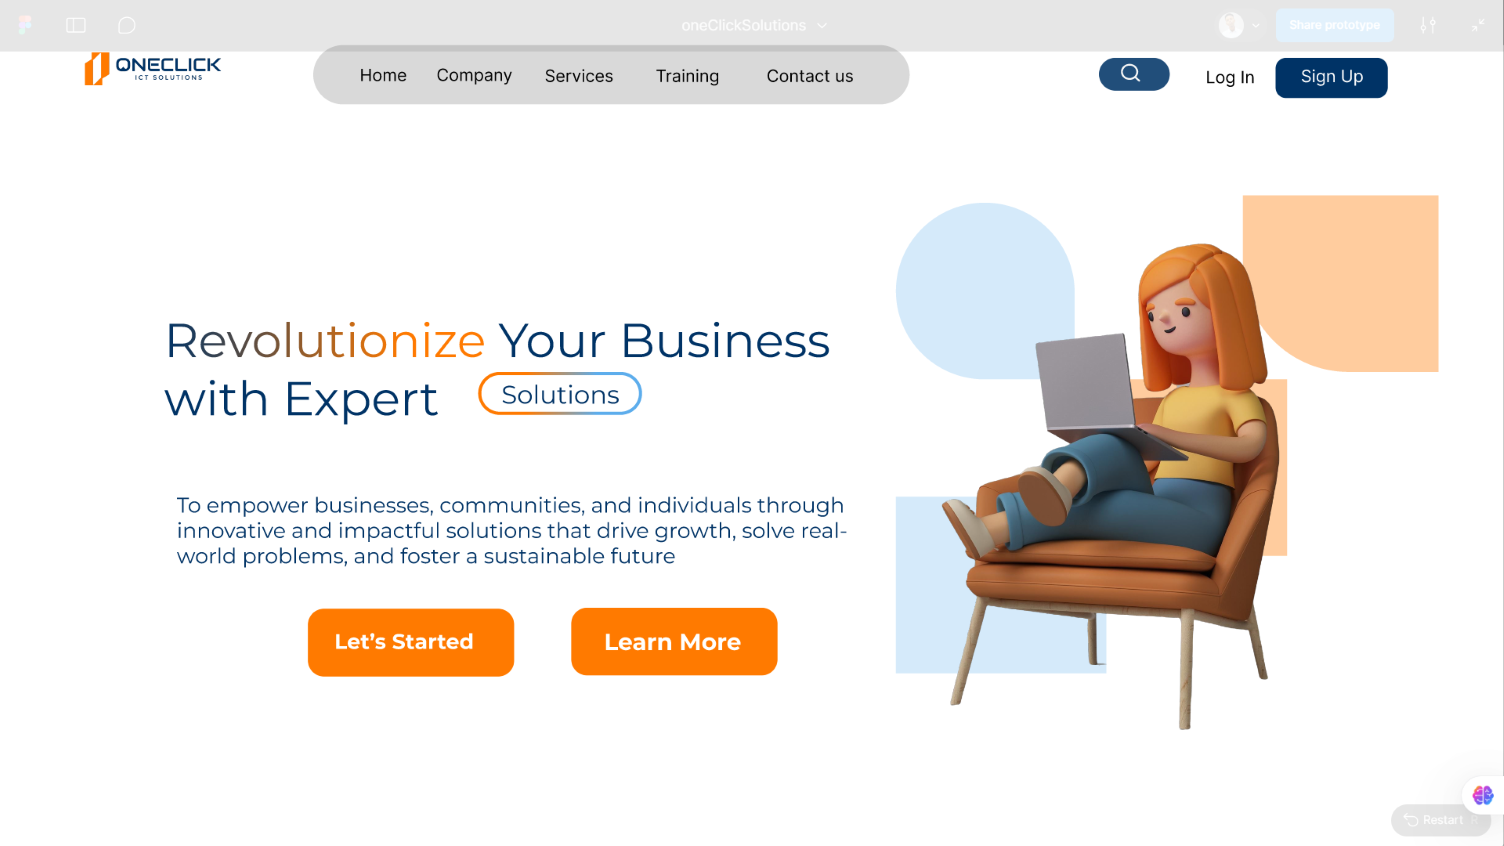 oneClickSolutions
Share prototype
ONECLICK
ICT SOLUTIONS
Home Company Services Training Contact us
Log In
Sign Up
Revolutionize Your Business
with Expert Solutions
To empower businesses, communities, and individuals through
innovative and impactful solutions that drive growth, solve real-
world problems, and foster a sustainable future
Let's Started
Learn More
Restart R